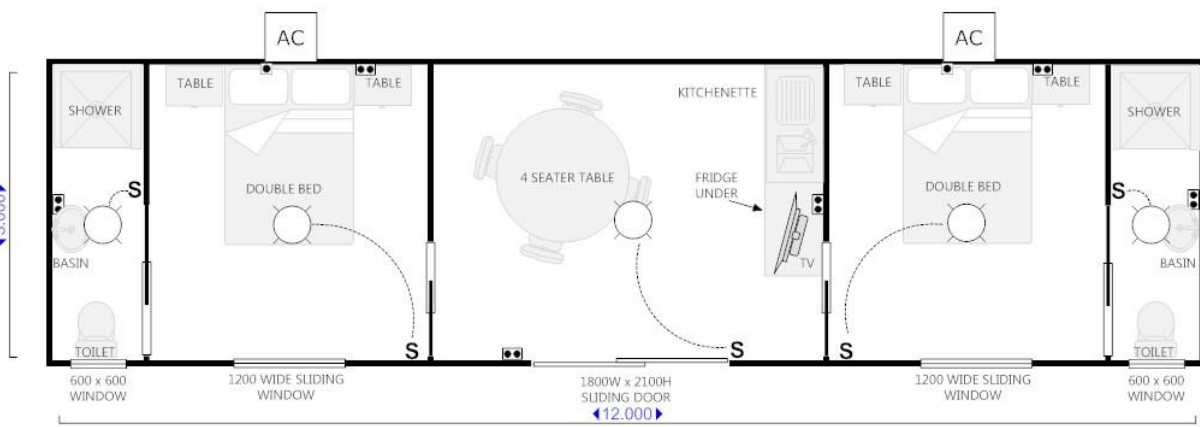 AC
AC
TABLE
TABLE
TABLE
TABLE
SHOWER
KITCHENETTE
SHOWER
S
DOUBLE BED
4 SEATER TABLE
FRIDGE
UNDER
DOUBLE BED
S
BASIN
TV
BASIN
TOILET
S
S
S
TOILET
600 x 600
WINDOW
1200 WIDE SLIDING
WINDOW
1800W x 2100H
SLIDING DOOR
12.000
1200 WIDE SLIDING
WINDOW
600 x 600
WINDOW